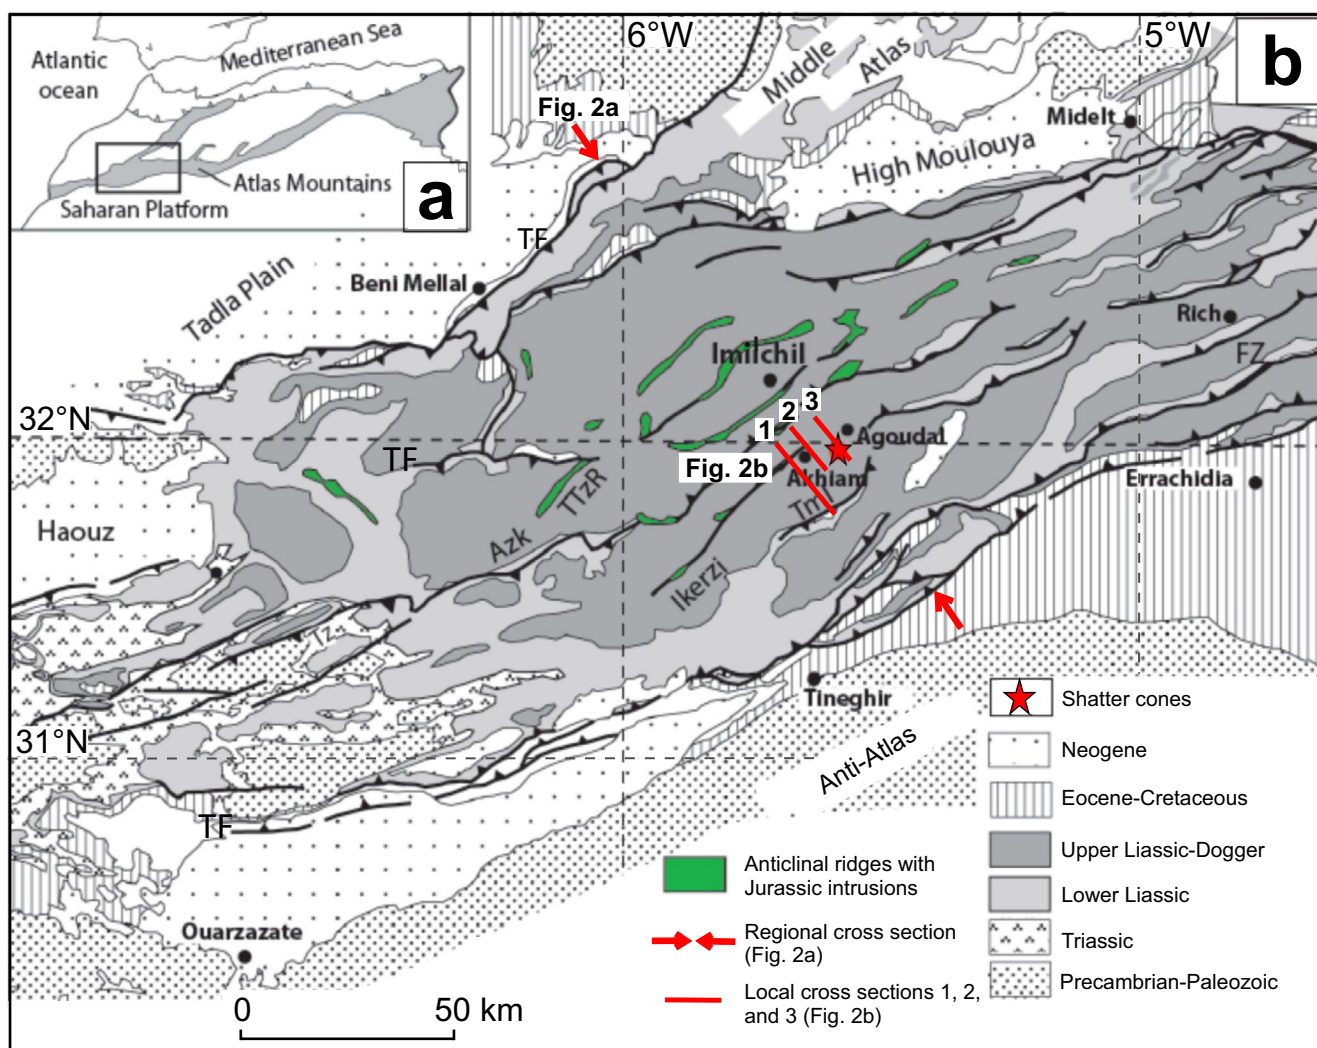 Atlantic
ocean
Mediterranean Sea
Atlas Mountains
Saharan Platform
a
b
6°W
5°W
Fig. 2a
Middle
Atlas
Midelt
High Moulouya
TF
Beni Mellal
Tadla Plain
Rich
FZ
Imilchil
32°N
1
2
3
Agoudal
Fig. 2b
Akhiam
TF
TTzR
Tm
Errachidia
Haouz
Azk
Ikerzi
Tz
Tineghir
31°N
Anti-Atlas
TF
Ouarzazate
0
50 km
Shatter cones
Neogene
Eocene-Cretaceous
Upper Liassic-Dogger
Lower Liassic
Triassic
Precambrian-Paleozoic
Anticlinal ridges with
Jurassic intrusions
Regional cross section
(Fig. 2a)
Local cross sections 1, 2,
and 3 (Fig. 2b)